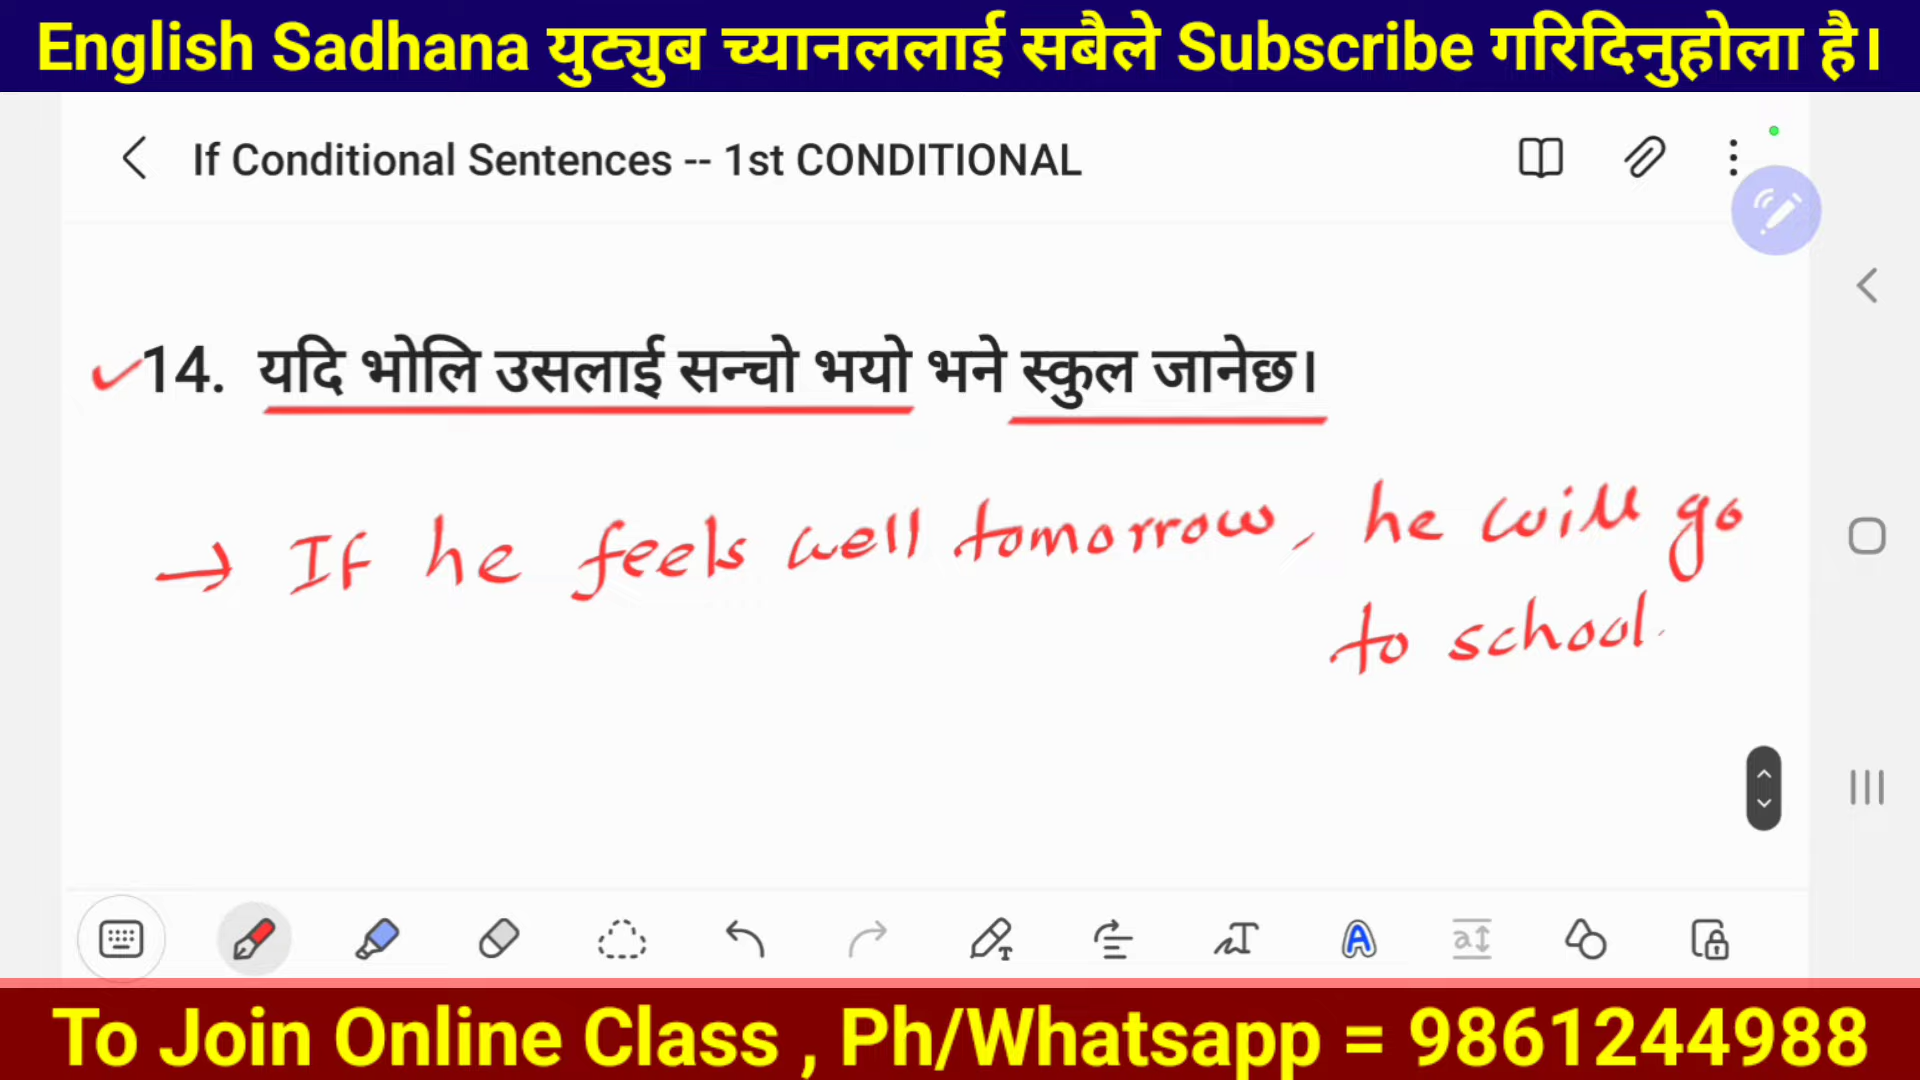 English Sadhana युट्युब च्यानललाई सबैले Subscribe गरिदिनुहोला है।
If Conditional Sentences -- 1st CONDITIONAL
14. यदि भोलि उसलाई सन्चो भयो भने स्कुल जानेछ।
→ If he feels well tomorrow, he will go
to school.
To Join Online Class , Ph/Whatsapp = 9861244988